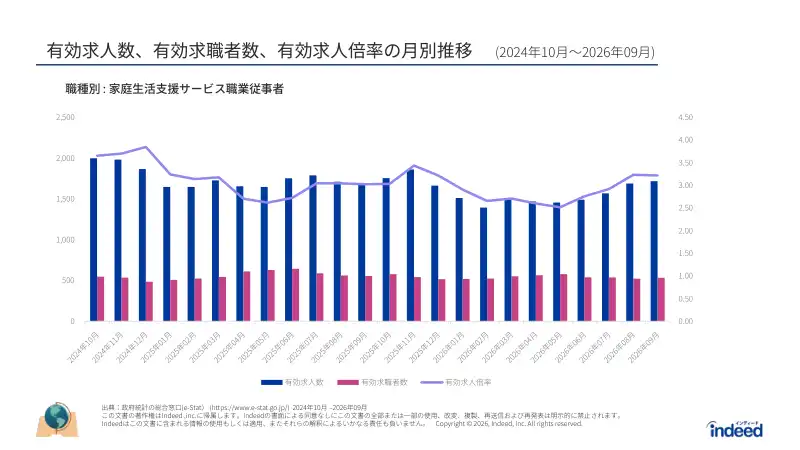 有効求人数、有効求職者数、有効求人倍率の月別推移 (2024年10月～2026年09月)
職種別 : 家庭生活支援サービス職業従事者
2,500 4.50
4.00
2,000 3.50
1,500 3.00
2.50
1,000 2.00
1.50
500 1.00
0.50
0 0.00
2024年10月 2024年11月 2024年12月 2025年01月 2025年02月 2025年03月 2025年04月 2025年05月 2025年06月 2025年07月 2025年08月 2025年09月 2025年10月 2025年11月 2025年12月 2026年01月 2026年02月 2026年03月 2026年04月 2026年05月 2026年06月 2026年07月 2026年08月 2026年09月
有効求人数 有効求職者数 有効求人倍率
出典：政府統計の総合窓口(e-Stat) (https://www.e-stat.go.jp/) 2024年10月 –2026年09月
この文書の著作権はIndeed ,inc.に帰属します。Indeedの書面による同意なしにこの文書の全部または一部の使用、改変、複製、再送信および再発表は明示的に禁止されます。
Indeedはこの文書に含まれる情報の使用もしくは適用、またそれらの解釈によるいかなる責任も負いません。 Copyright © 2026, Indeed, Inc. All rights reserved.
インディード
indeed